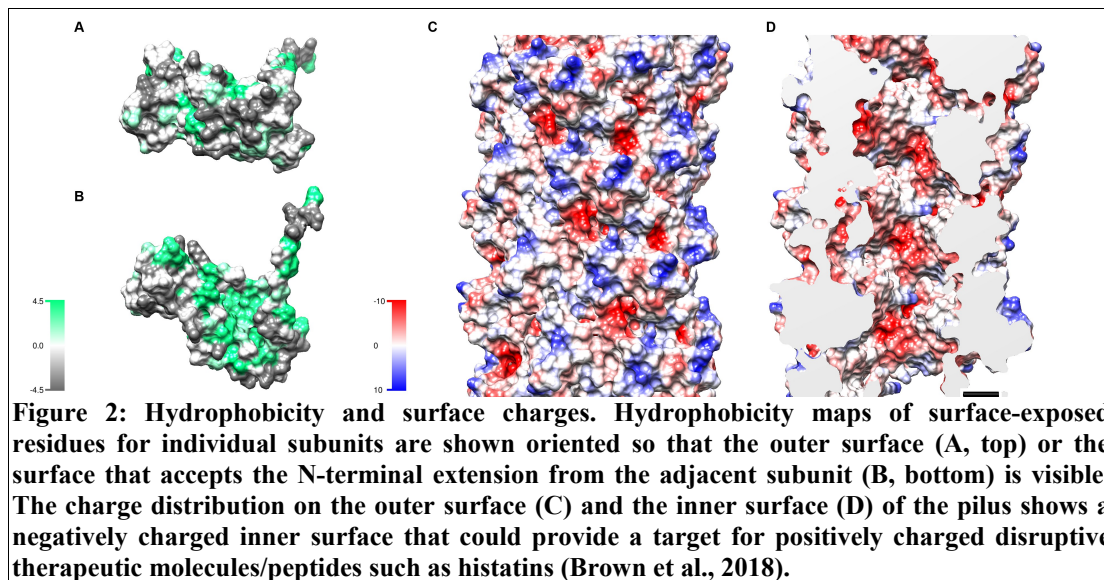 A
C
D
B
4.5
0.0
-4.5
-10
0
10
Figure 2: Hydrophobicity and surface charges. Hydrophobicity maps of surface-exposed
residues for individual subunits are shown oriented so that the outer surface (A, top) or the
surface that accepts the N-terminal extension from the adjacent subunit (B, bottom) is visible
The charge distribution on the outer surface (C) and the inner surface (D) of the pilus shows a
negatively charged inner surface that could provide a target for positively charged disruptive
therapeutic molecules/peptides such as histatins (Brown et al., 2018).